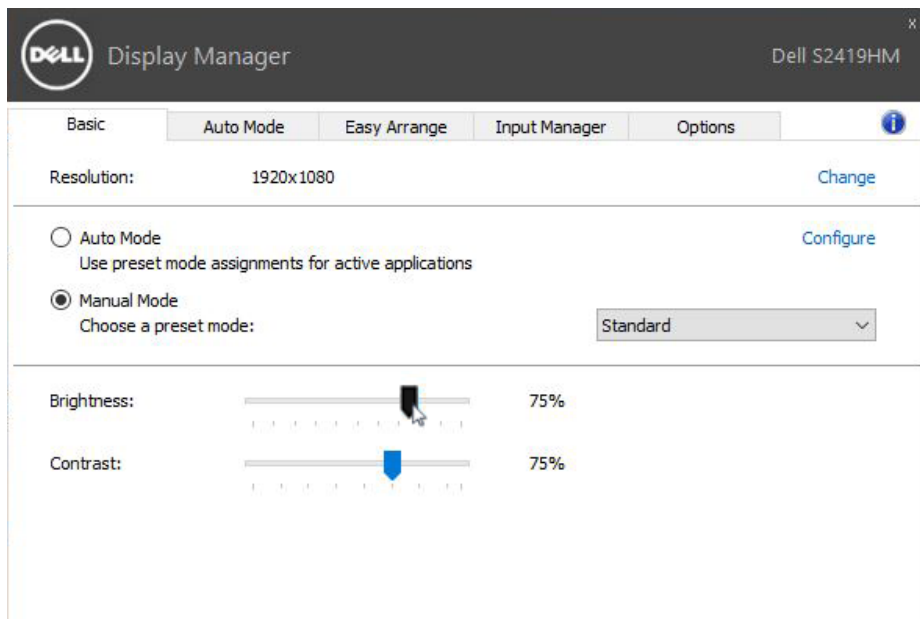 x
DELL Display Manager Dell S2419HM
Basic Auto Mode Easy Arrange Input Manager Options i
Resolution: 1920x1080 Change
Auto Mode Configure
Use preset mode assignments for active applications
Manual Mode
Choose a preset mode: Standard
Brightness: 75%
Contrast: 75%